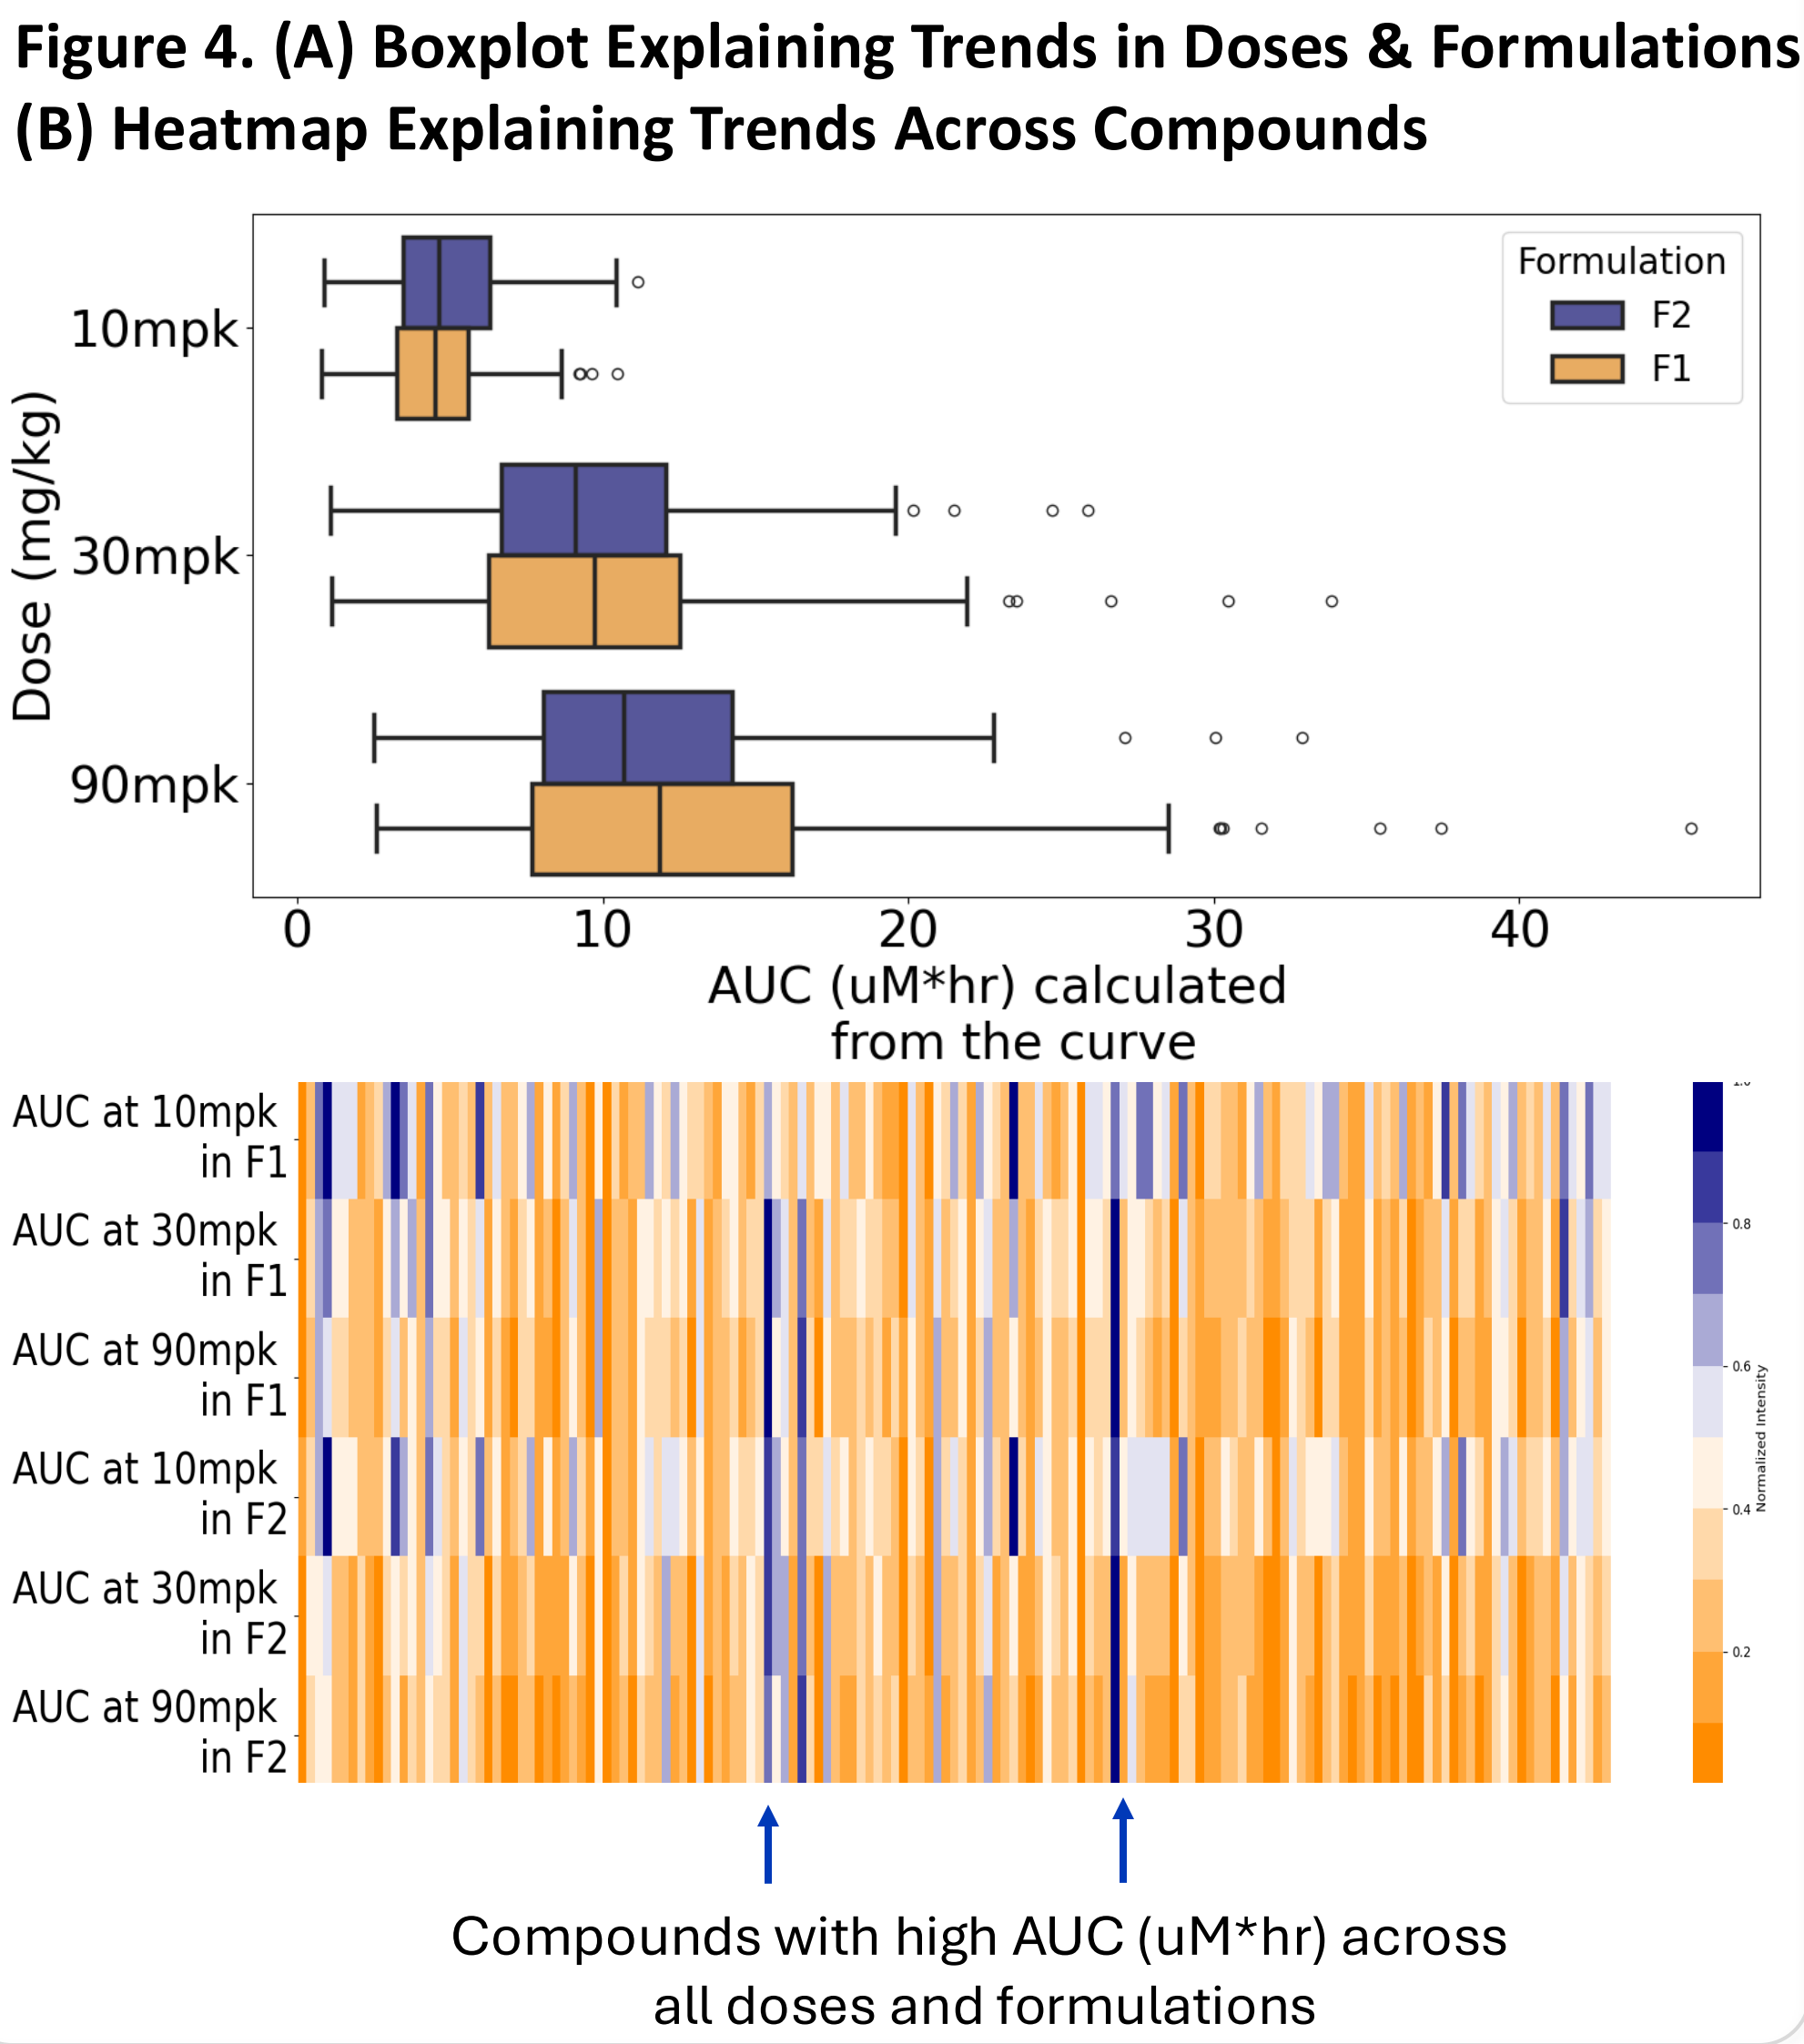 Figure 4. (A) Boxplot Explaining Trends in Doses & Formulations
(B) Heatmap Explaining Trends Across Compounds
Formulation
F2
F1
Dose (mg/kg)
10mpk
30mpk
90mpk
0 10 20 30 40
AUC (uM*hr) calculated
from the curve
AUC at 10mpk
in F1
AUC at 30mpk
in F1
AUC at 90mpk
in F1
AUC at 10mpk
in F2
AUC at 30mpk
in F2
AUC at 90mpk
in F2
0.8
0.6
0.4
0.2
Normalized Intensity
Compounds with high AUC (uM*hr) across
all doses and formulations